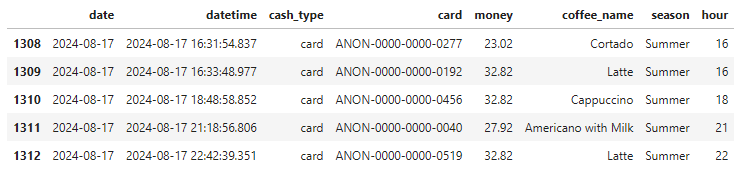 date datetime cash_type card money coffee_name season hour
1308 2024-08-17 2024-08-17 16:31:54.837 card ANON-0000-0000-0277 23.02 Cortado Summer 16
1309 2024-08-17 2024-08-17 16:33:48.977 card ANON-0000-0000-0192 32.82 Latte Summer 16
1310 2024-08-17 2024-08-17 18:48:58.852 card ANON-0000-0000-0456 32.82 Cappuccino Summer 18
1311 2024-08-17 2024-08-17 21:18:56.806 card ANON-0000-0000-0040 27.92 Americano with Milk Summer 21
1312 2024-08-17 2024-08-17 22:42:39.351 card ANON-0000-0000-0519 32.82 Latte Summer 22